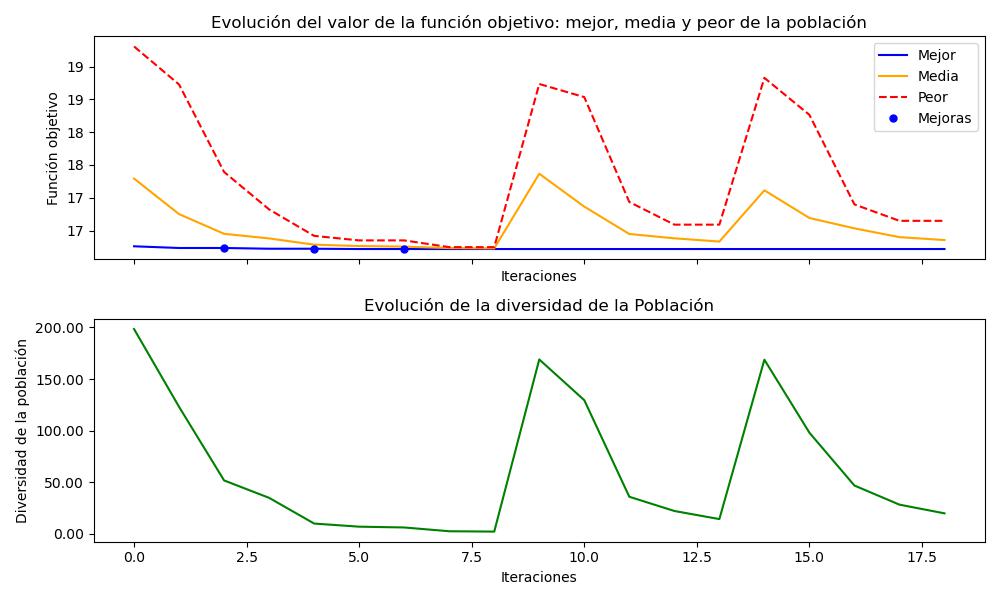 Evolución del valor de la función objetivo: mejor, media y peor de la población
Función objetivo
19
19
18
18
17
17
Mejor
Media
Peor
Mejoras
Iteraciones
Evolución de la diversidad de la Población
Diversidad de la población
200.00
150.00
100.00
50.00
0.00
0.0 2.5 5.0 7.5 10.0 12.5 15.0 17.5
Iteraciones